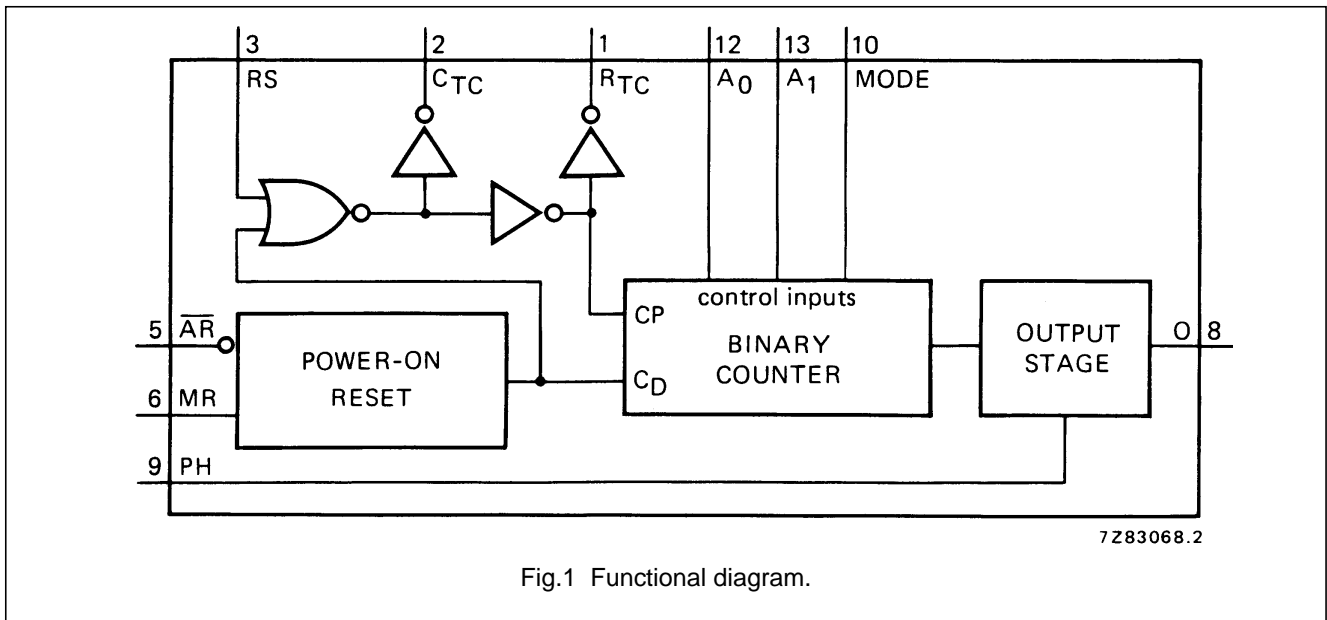 3 2 1 12 13 10
RS CTC RTC A0 A1 MODE
control inputs
CP
5 AR
POWER-ON
RESET
BINARY
COUNTER
OUTPUT
STAGE
O 8
CD
6 MR
9 PH
7Z83068.2
Fig.1 Functional diagram.